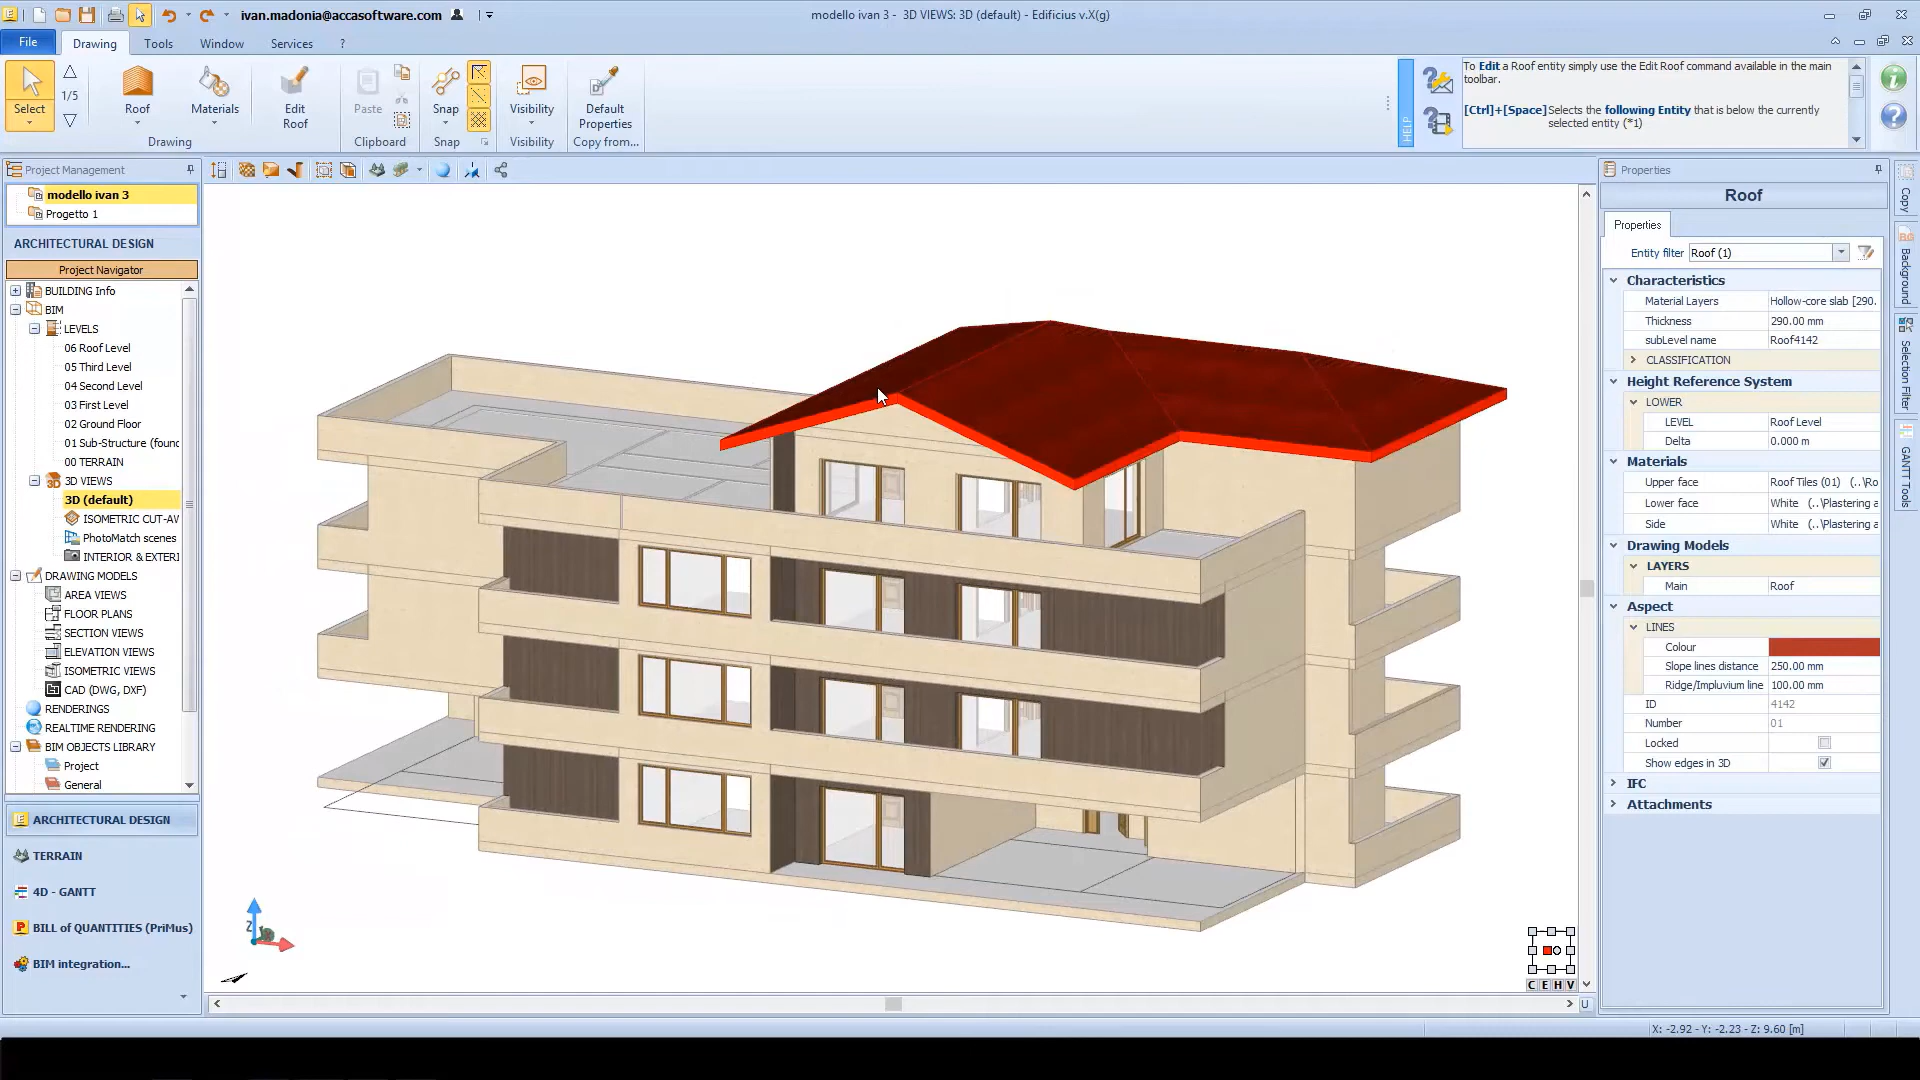 ivan.madonia@accasoftware.com
modello ivan 3 - 3D VIEWS: 3D (default) - Edificius v.X(g)
File
Drawing
Tools
Window
Services
?
Select
1/5
Roof
Materials
Edit
Roof
Paste
Snap
Visibility
Default
Properties
Drawing
Clipboard
Snap
Visibility
Copy from...
HELP
To Edit a Roof entity simply use the Edit Roof command available in the main
toolbar.
[Ctrl]+[Space]Selects the following Entity that is below the currently
selected entity (*1)
Project Management
modello ivan 3
Progetto 1
ARCHITECTURAL DESIGN
Project Navigator
BUILDING Info
BIM
LEVELS
06 Roof Level
05 Third Level
04 Second Level
03 First Level
02 Ground Floor
01 Sub-Structure (found
00 TERRAIN
3D VIEWS
3D (default)
ISOMETRIC CUT-AW
PhotoMatch scenes
INTERIOR & EXTERI
DRAWING MODELS
AREA VIEWS
FLOOR PLANS
SECTION VIEWS
ELEVATION VIEWS
ISOMETRIC VIEWS
CAD (DWG, DXF)
RENDERINGS
REALTIME RENDERING
BIM OBJECTS LIBRARY
Project
General
ARCHITECTURAL DESIGN
TERRAIN
4D - GANTT
BILL of QUANTITIES (PriMus)
BIM integration...
Z
C E H V
U
Properties
Roof
Properties
Entity filter Roof (1)
Characteristics
Material Layers Hollow-core slab [290.
Thickness 290.00 mm
subLevel name Roof4142
CLASSIFICATION
Height Reference System
LOWER
LEVEL Roof Level
Delta 0.000 m
Materials
Upper face Roof Tiles (01) (..\Ro
Lower face White (..\Plastering a
Side White (..\Plastering a
Drawing Models
LAYERS
Main Roof
Aspect
LINES
Colour
Slope lines distance 250.00 mm
Ridge/Impluvium line 100.00 mm
ID 4142
Number 01
Locked
Show edges in 3D
IFC
Attachments
Copy
Background
Selection Filter
GANTT Tools
X: -2.92 - Y: -2.23 - Z: 9.60 [m]